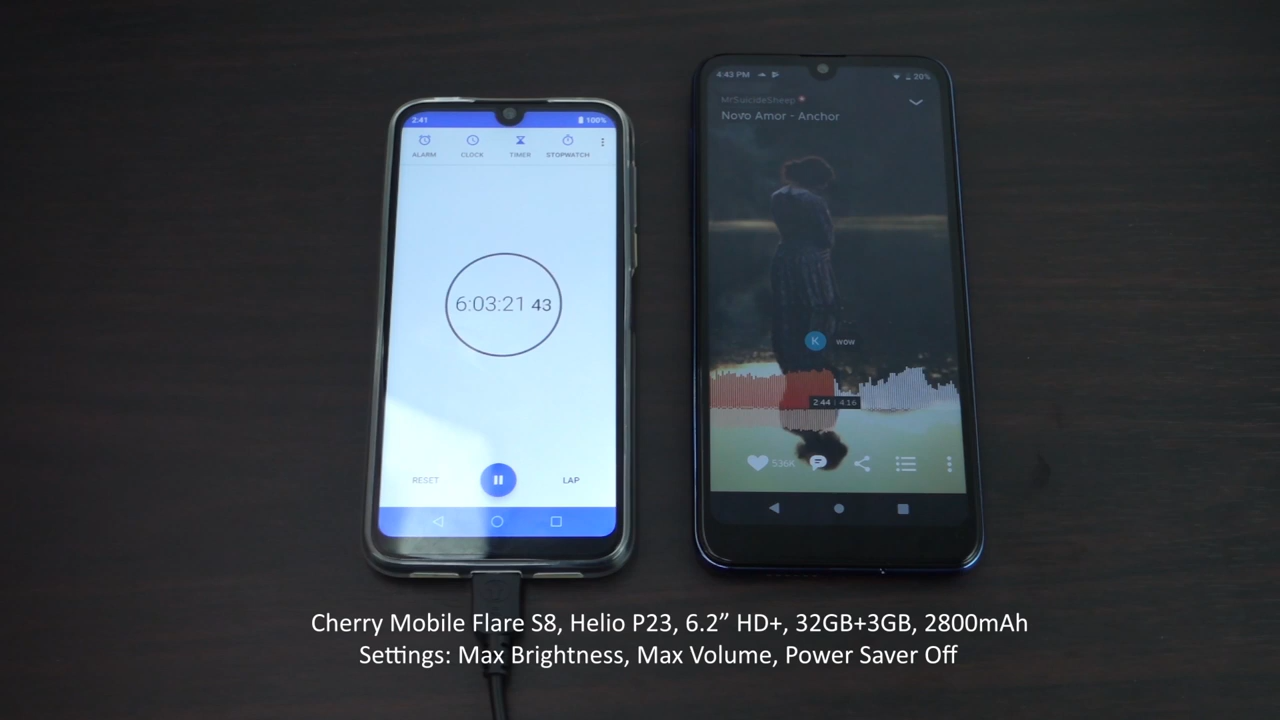 2:41
100%
ALARM
CLOCK
TIMER
STOPWATCH
6:03:21 43
RESET
LAP
4:43 PM
20%
MrSuicideSheep
Novo Amor - Anchor
K
wow
2:44 | 4:16
536K
Cherry Mobile Flare S8, Helio P23, 6.2” HD+, 32GB+3GB, 2800mAh
Settings: Max Brightness, Max Volume, Power Saver Off